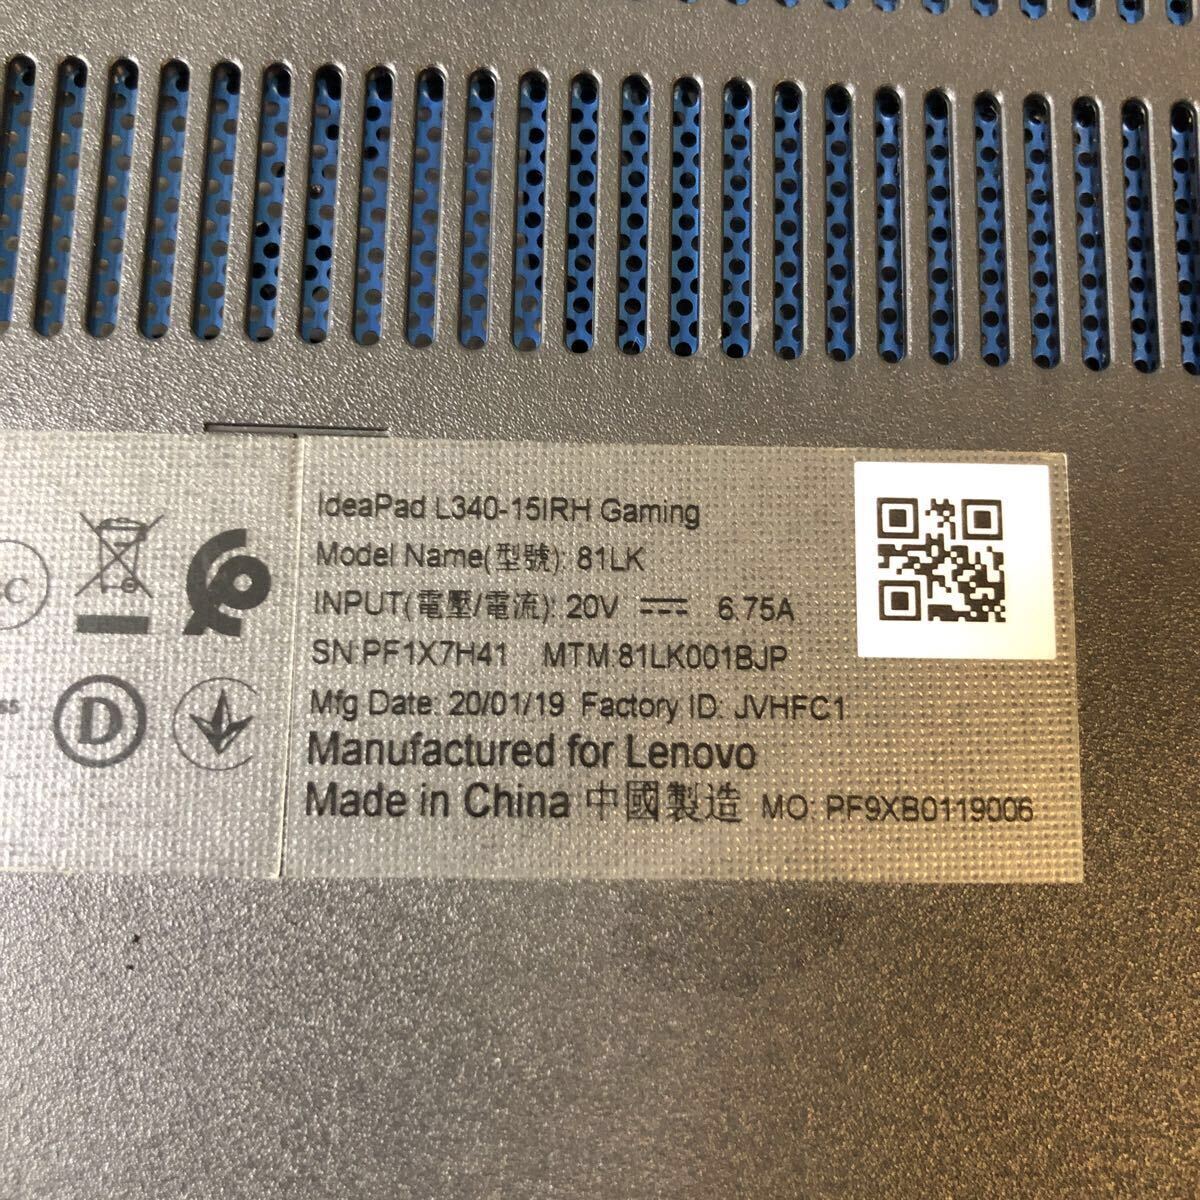 IdeaPad L340-15IRH Gaming
Model Name(型號): 81LK
INPUT(電壓/電流): 20V ⎓ 6.75A
SN:PF1X7H41 MTM:81LK001BJP
Mfg Date: 20/01/19 Factory ID: JVHFC1
Manufactured for Lenovo
Made in China 中國製造 MO: PF9XB0119006
D